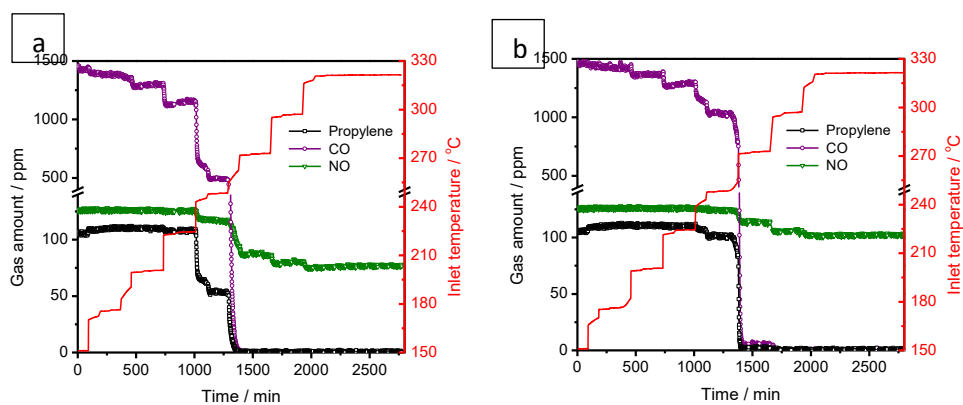 a
1500
1000
500
100
50
0
Gas amount / ppm
0 500 1000 1500 2000 2500
Time / min
330
300
270
240
210
180
150
Inlet temperature / °C
Propylene
CO
NO
b
1500
1000
500
100
50
0
Gas amount / ppm
0 500 1000 1500 2000 2500
Time / min
330
300
270
240
210
180
150
Inlet temperature / °C
Propylene
CO
NO